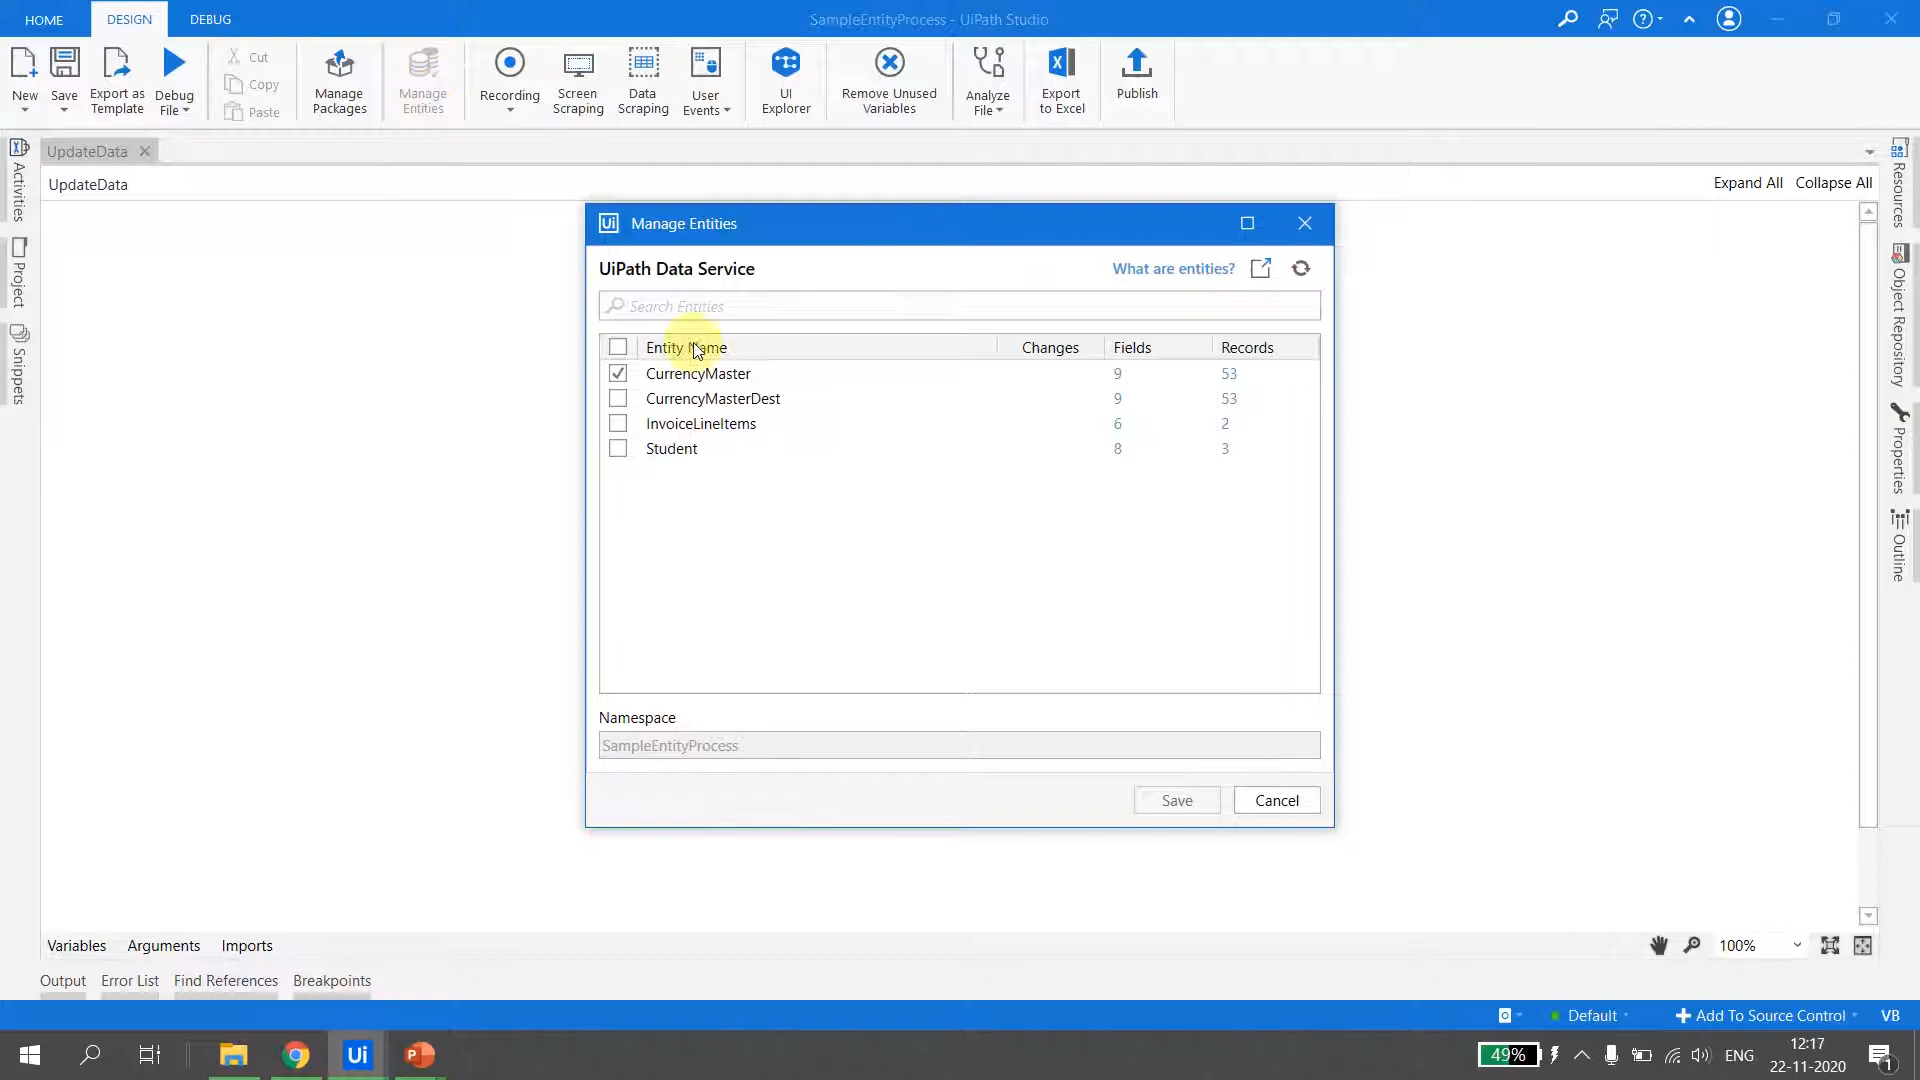 HOME DESIGN DEBUG
SampleEntityProcess - UiPath Studio
New
Save
Export as
Template
Debug
File
Cut
Copy
Paste
Manage
Packages
Manage
Entities
Recording
Screen
Scraping
Data
Scraping
User
Events
UI
Explorer
Remove Unused
Variables
Analyze
File
Export
to Excel
Publish
UpdateData
UpdateData
Expand All Collapse All
Activities
Project
Snippets
Resources
Object Repository
Properties
Outline
Ui Manage Entities
UiPath Data Service
What are entities?
Search Entities
Entity Name Changes Fields Records
CurrencyMaster 9 53
CurrencyMasterDest 9 53
InvoiceLineItems 6 2
Student 8 3
Namespace
SampleEntityProcess
Save Cancel
Variables Arguments Imports
100%
Output Error List Find References Breakpoints
Default
Add To Source Control
VB
Ui
P
49%
ENG
12:17
22-11-2020
1